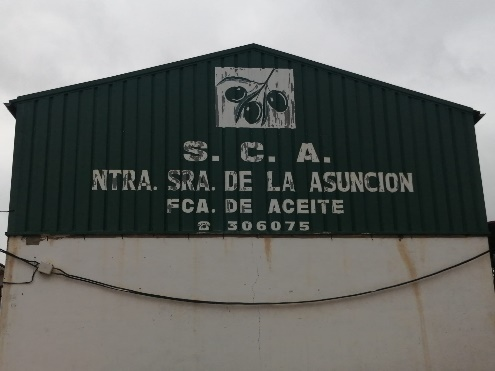 S. C. A.
NTRA. SRA. DE LA ASUNCION
FCA. DE ACEITE
☎ 306075